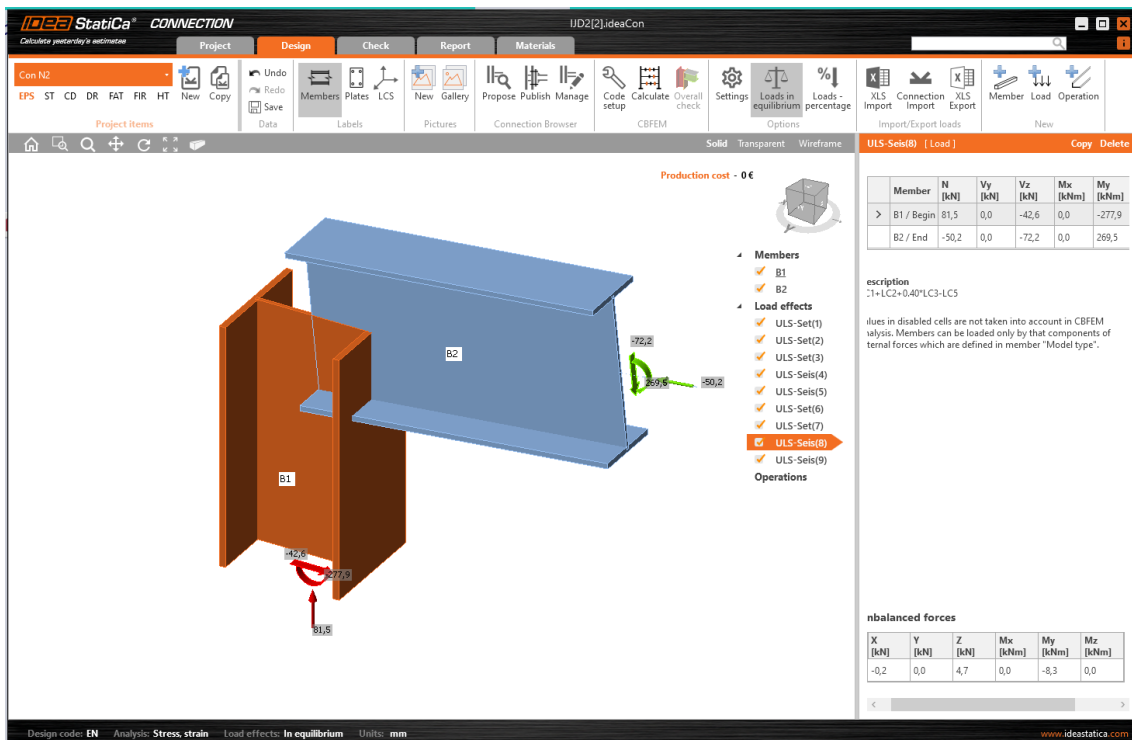 IDEA StatiCa® CONNECTION
IJD2[2].ideaCon
Calculate yesterday's estimates
Project Design Check Report Materials
Con N2
EPS ST CD DR FAT FIR HT
New Copy
Undo
Redo
Save
Members Plates LCS
New Gallery
Propose Publish Manage
Code setup Calculate Overall check
Settings Loads in equilibrium Loads - percentage
XLS Import Connection Import XLS Export
Member Load Operation
Project items Data Labels Pictures Connection Browser CBFEM Options Import/Export loads New
Solid Transparent Wireframe
ULS-Seis(8) [ Load ] Copy Delete
Production cost - 0 €
Members
B1
B2
Load effects
ULS-Set(1)
ULS-Set(2)
ULS-Set(3)
ULS-Seis(4)
ULS-Seis(5)
ULS-Set(6)
ULS-Set(7)
ULS-Seis(8)
ULS-Seis(9)
Operations
B2
-72,2
269,5
-50,2
B1
-42,6
-277,9
81,5
Member N [kN] Vy [kN] Vz [kN] Mx [kNm] My [kNm]
> B1 / Begin 81,5 0,0 -42,6 0,0 -277,9
B2 / End -50,2 0,0 -72,2 0,0 269,5
escription
C1+LC2+0.40*LC3-LC5
alues in disabled cells are not taken into account in CBFEM
nalysis. Members can be loaded only by that components of
ternal forces which are defined in member "Model type".
nbalanced forces
X [kN] Y [kN] Z [kN] Mx [kNm] My [kNm] Mz [kNm]
-0,2 0,0 4,7 0,0 -8,3 0,0
Design code: EN Analysis: Stress, strain Load effects: In equilibrium Units: mm
www.ideastatica.com